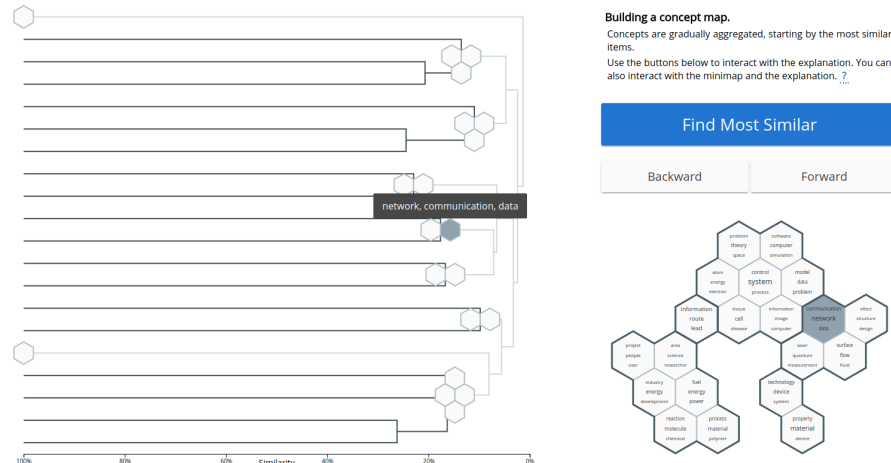 Building a concept map.
Concepts are gradually aggregated, starting by the most similar
items.
Use the buttons below to interact with the explanation. You can
also interact with the minimap and the explanation. ?
Find Most Similar
Backward
Forward
network, communication, data
problem
theory
space
software
computer
simulation
atom
energy
electron
control
system
process
model
data
problem
information
route
lead
tissue
cell
disease
information
image
computer
communication
network
data
effect
structure
design
project
people
user
area
science
researcher
laser
quantum
measurement
surface
flow
fluid
industry
energy
development
fuel
energy
power
technology
device
system
reaction
molecule
chemical
process
material
polymer
property
material
device
100%
80%
60%
Similarity
40%
20%
0%